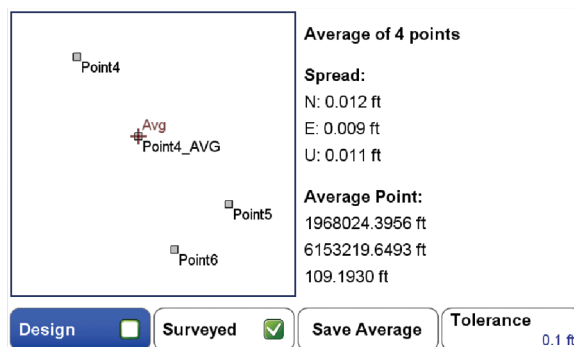 Point4
Avg
Point4_AVG
Point5
Point6
Average of 4 points
Spread:
N: 0.012 ft
E: 0.009 ft
U: 0.011 ft
Average Point:
1968024.3956 ft
6153219.6493 ft
109.1930 ft
Design
Surveyed
Save Average
Tolerance
0.1 ft